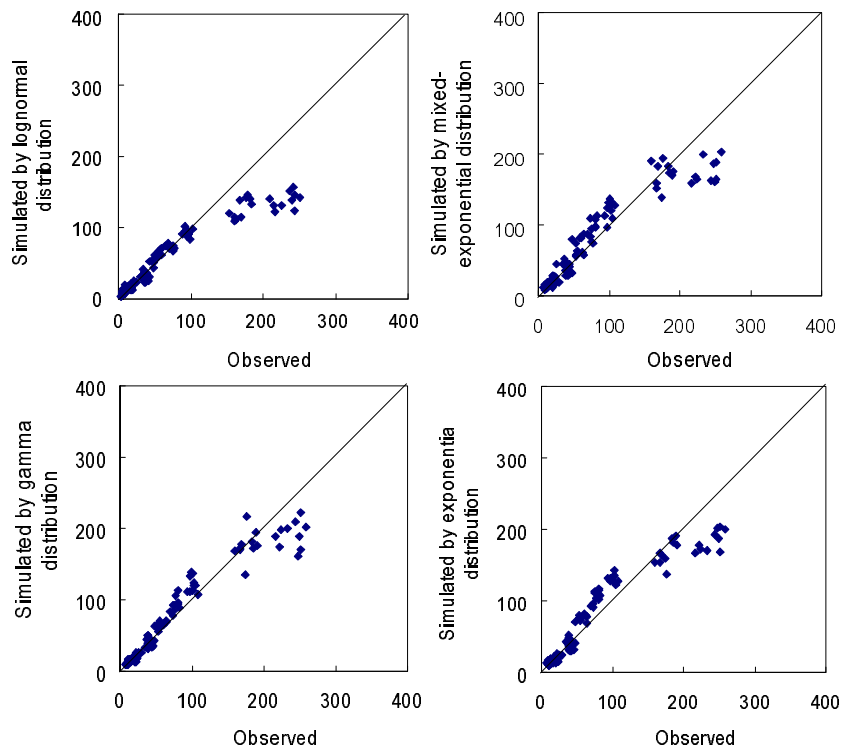 400
300
200
100
0
0 100 200 300 400
Observed
Simulated by lognormal
distribution
400
300
200
100
0
0 100 200 300 400
Observed
Simulated by mixed-
exponential distribution
400
300
200
100
0
0 100 200 300 400
Observed
Simulated by gamma
distribution
400
300
200
100
0
0 100 200 300 400
Observed
Simulated by exponentia
distribution